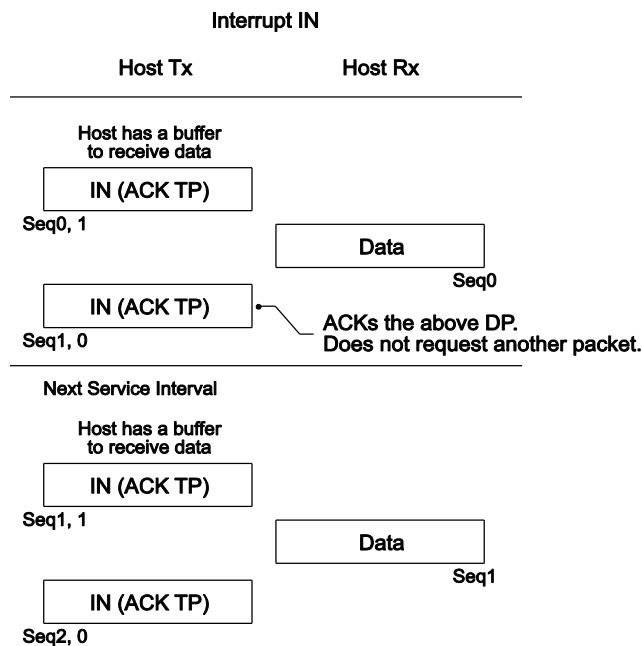 Interrupt IN
Host Tx
Host Rx
Host has a buffer
to receive data
IN (ACK TP)
Seq0, 1
Data
Seq0
IN (ACK TP)
Seq1, 0
ACKs the above DP.
Does not request another packet.
Next Service Interval
Host has a buffer
to receive data
IN (ACK TP)
Seq1, 1
Data
Seq1
IN (ACK TP)
Seq2, 0